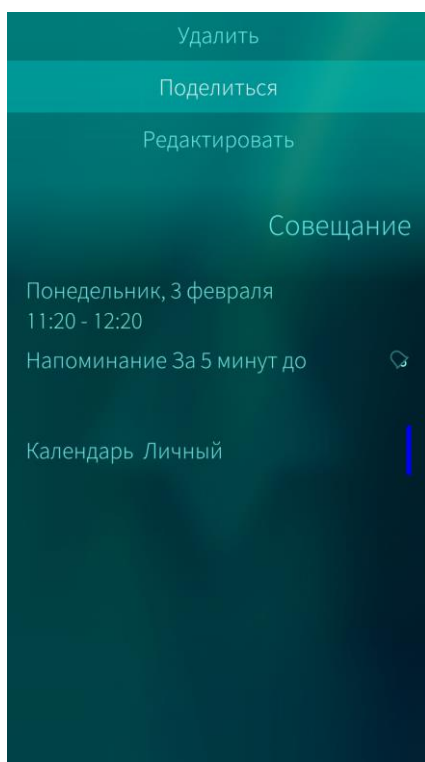 Удалить
Поделиться
Редактировать
Совещание
Понедельник, 3 февраля
11:20 - 12:20
Напоминание За 5 минут до
Календарь Личный